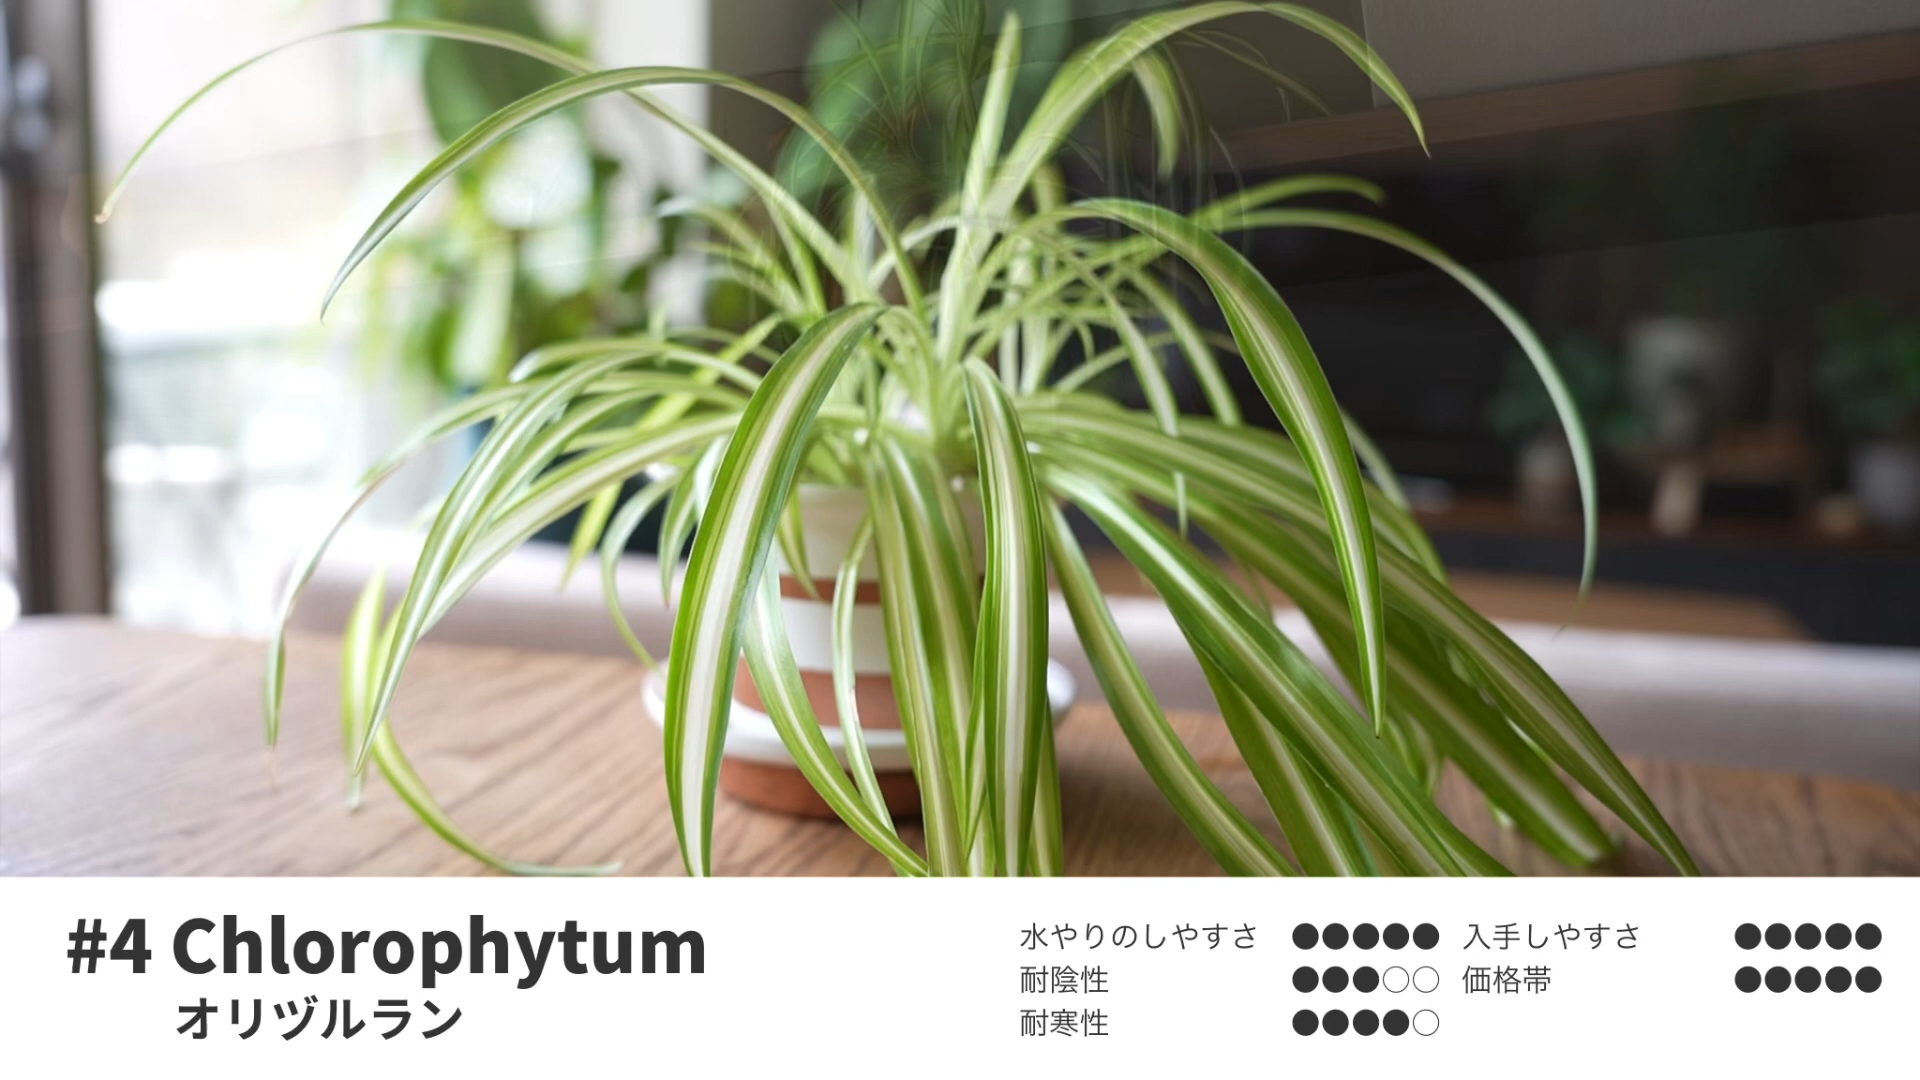 #4 Chlorophytum
オリヅルラン
水やりのしやすさ ●●●●●
耐陰性 ●●●○○
耐寒性 ●●●●○
入手しやすさ ●●●●●
価格帯 ●●●●●